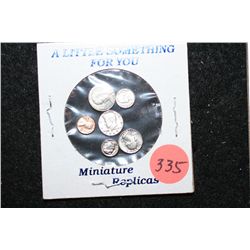 A LITTLE SOMETHING
FOR YOU
335
Miniature
Replicas